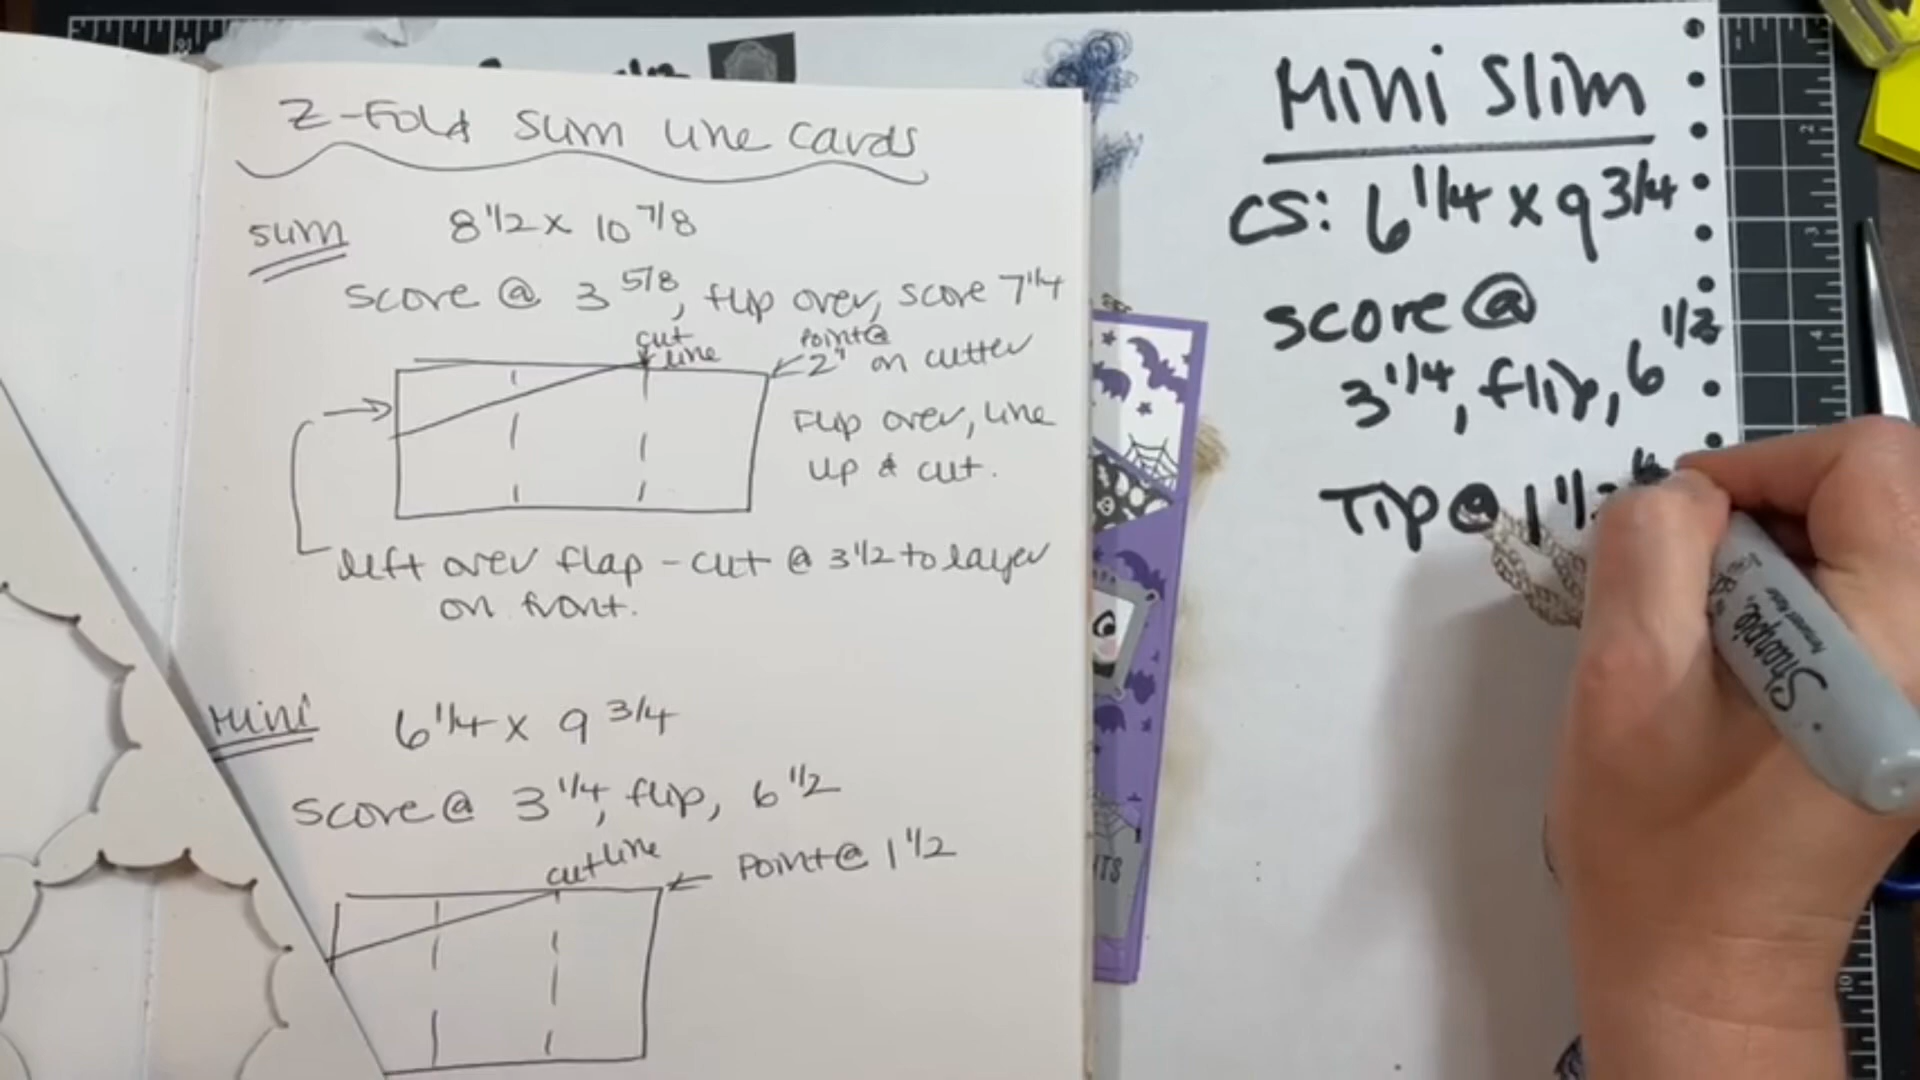 Z-Fold Slim Line Cards
Slim 8 1/2 x 10 7/8
Score @ 3 5/8, flip over, score 7 1/4
cut
line
Point @
2" on cutter
Flip over, line
up & cut.
left over flap - cut @ 3 1/2 to layer
on front.
Mini 6 1/4 x 9 3/4
Score @ 3 1/4, flip, 6 1/2
cut line
Point @ 1 1/2
Mini Slim
CS: 6 1/4 x 9 3/4
Score @
3 1/4, flip, 6 1/2
Tip @ 1 1/2
Sharpie